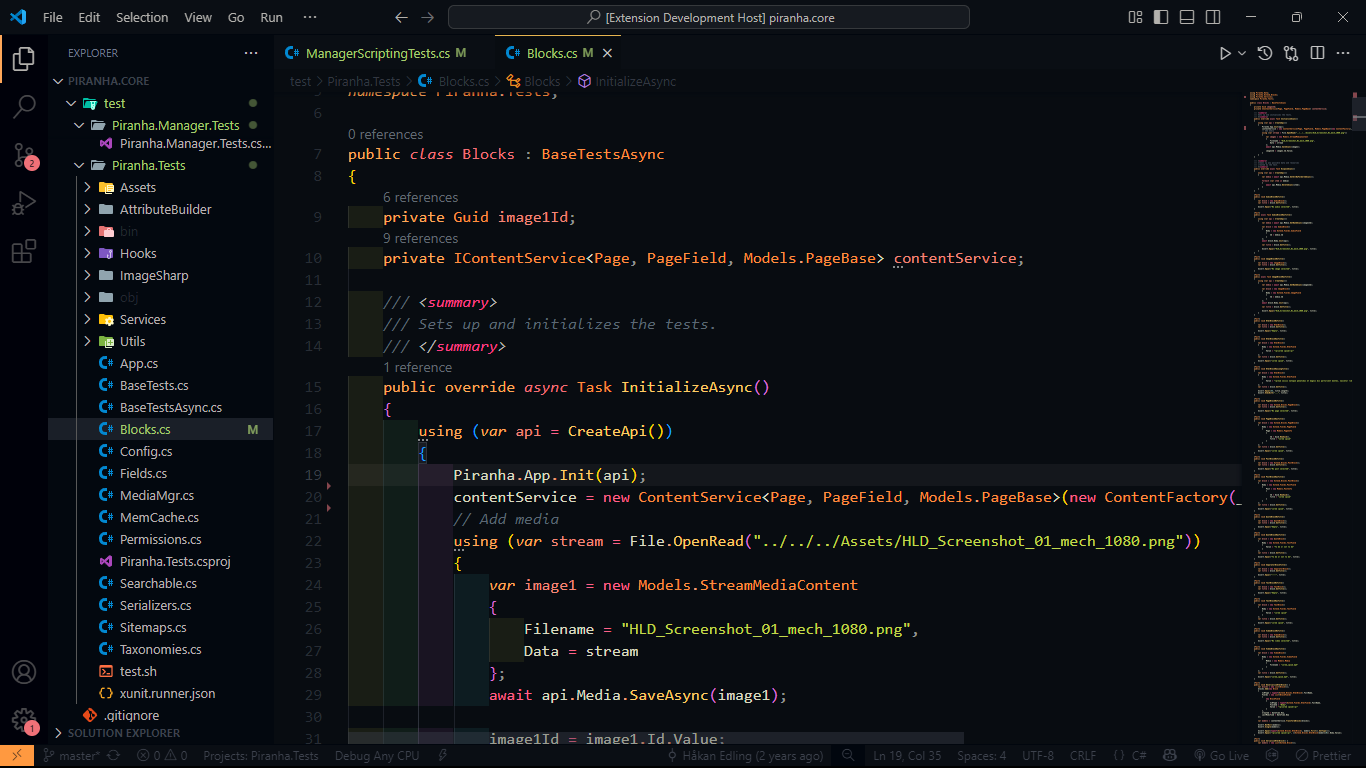 File Edit Selection View Go Run ··· [Extension Development Host] piranha.core
EXPLORER ···
PIRANHA.CORE
test
Piranha.Manager.Tests
Piranha.Manager.Tests.cs...
Piranha.Tests
Assets
AttributeBuilder
bin
Hooks
ImageSharp
obj
Services
Utils
App.cs
BaseTests.cs
BaseTestsAsync.cs
Blocks.cs M
Config.cs
Fields.cs
MediaMgr.cs
MemCache.cs
Permissions.cs
Piranha.Tests.csproj
Searchable.cs
Serializers.cs
Sitemaps.cs
Taxonomies.cs
test.sh
xunit.runner.json
.gitignore
SOLUTION EXPLORER
2
1
ManagerScriptingTests.cs M Blocks.cs M
test > Piranha.Tests > Blocks.cs > Blocks > InitializeAsync
5 namespace Piranha.Tests;
6
0 references
7 public class Blocks : BaseTestsAsync
8 {
6 references
9 private Guid image1Id;
9 references
10 private IContentService<Page, PageField, Models.PageBase> contentService;
11
12 /// <summary>
13 /// Sets up and initializes the tests.
14 /// </summary>
1 reference
15 public override async Task InitializeAsync()
16 {
17 using (var api = CreateApi())
18 {
19 Piranha.App.Init(api);
20 contentService = new ContentService<Page, PageField, Models.PageBase>(new ContentFactory(_
21 // Add media
22 using (var stream = File.OpenRead("../../../Assets/HLD_Screenshot_01_mech_1080.png"))
23 {
24 var image1 = new Models.StreamMediaContent
25 {
26 Filename = "HLD_Screenshot_01_mech_1080.png",
27 Data = stream
28 };
29 await api.Media.SaveAsync(image1);
30
31 image1Id = image1.Id.Value;
master* 0 0 Projects: Piranha.Tests Debug Any CPU Håkan Edling (2 years ago) Ln 19, Col 35 Spaces: 4 UTF-8 CRLF {} C# Go Live Prettier